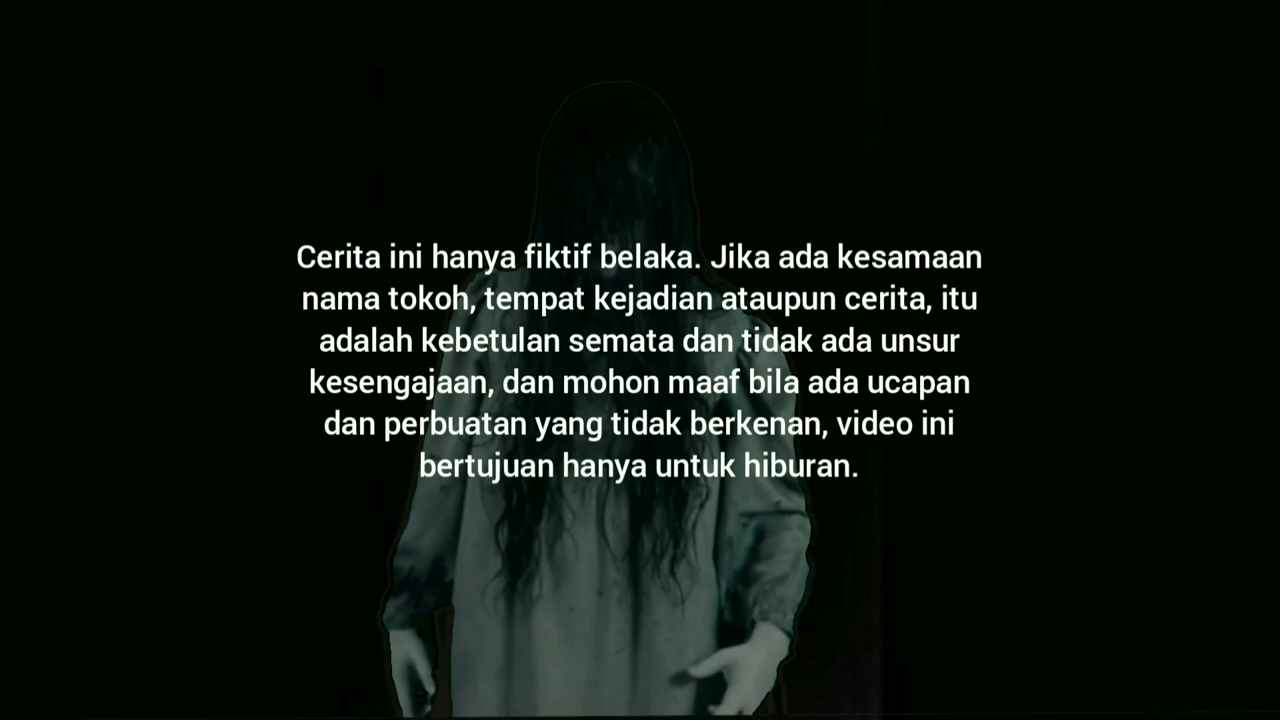 Cerita ini hanya fiktif belaka. Jika ada kesamaan
nama tokoh, tempat kejadian ataupun cerita, itu
adalah kebetulan semata dan tidak ada unsur
kesengajaan, dan mohon maaf bila ada ucapan
dan perbuatan yang tidak berkenan, video ini
bertujuan hanya untuk hiburan.